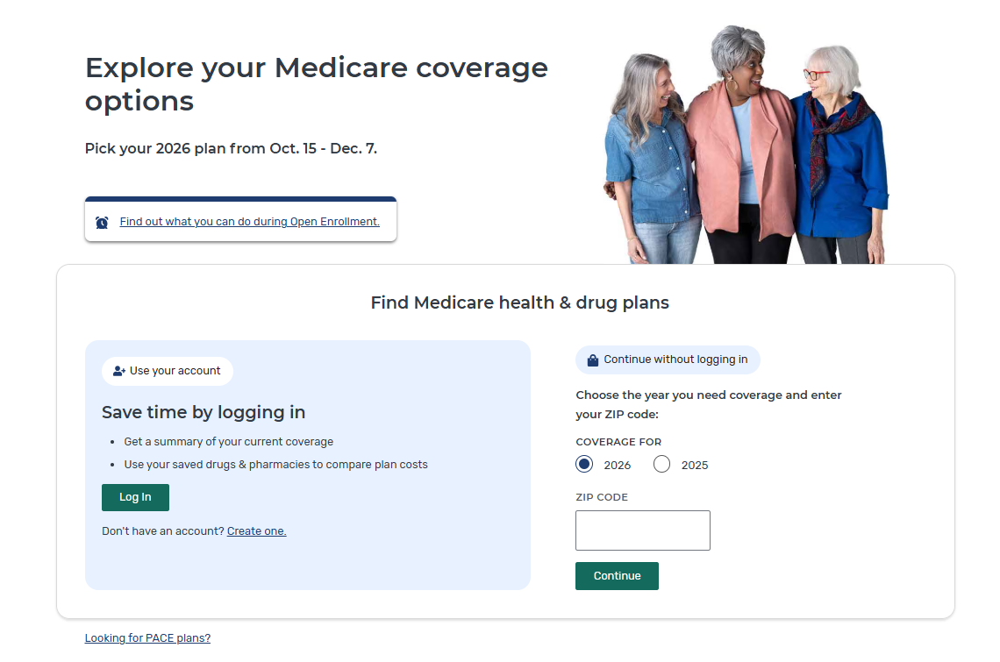 Explore your Medicare coverage
options
Pick your 2026 plan from Oct. 15 - Dec. 7.
Find out what you can do during Open Enrollment.
Find Medicare health & drug plans
Use your account
Save time by logging in
Get a summary of your current coverage
Use your saved drugs & pharmacies to compare plan costs
Log In
Don't have an account? Create one.
Continue without logging in
Choose the year you need coverage and enter
your ZIP code:
COVERAGE FOR
2026 2025
ZIP CODE
Continue
Looking for PACE plans?